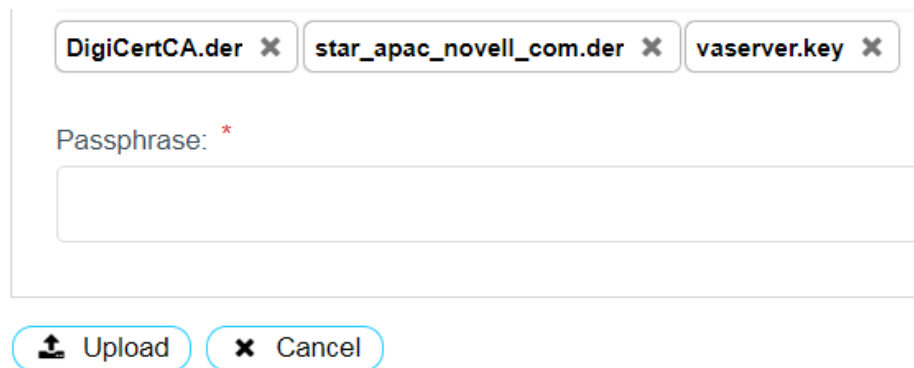 DigiCertCA.der ✖ star_apac_novell_com.der ✖ vaserver.key ✖
Passphrase: *
Upload ✖ Cancel